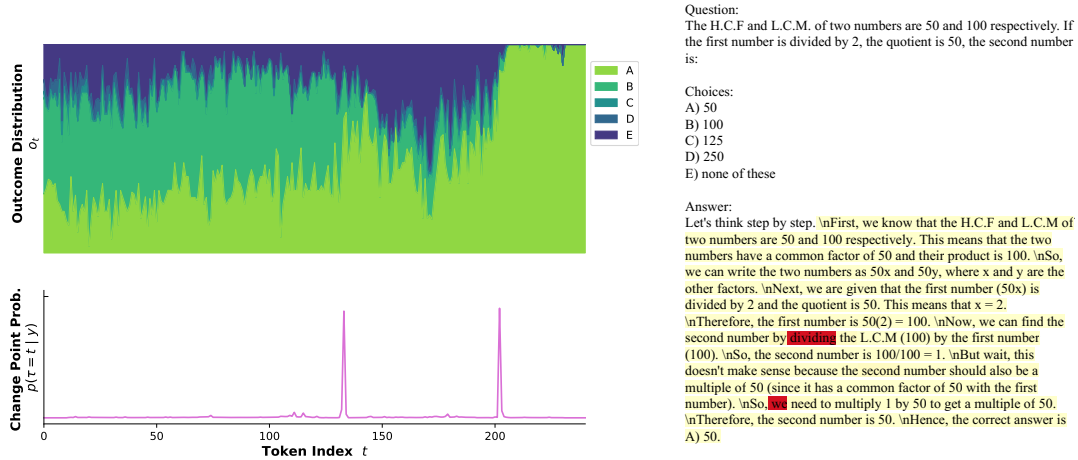 Outcome Distribution
o_t
A
B
C
D
E
Change Point Prob.
p(τ = t | y)
0
50
100
150
200
Token Index t
Question:
The H.C.F and L.C.M. of two numbers are 50 and 100 respectively. If
the first number is divided by 2, the quotient is 50, the second number
is:
Choices:
A) 50
B) 100
C) 125
D) 250
E) none of these
Answer:
Let's think step by step. \nFirst, we know that the H.C.F and L.C.M of
two numbers are 50 and 100 respectively. This means that the two
numbers have a common factor of 50 and their product is 100. \nSo,
we can write the two numbers as 50x and 50y, where x and y are the
other factors. \nNext, we are given that the first number (50x) is
divided by 2 and the quotient is 50. This means that x = 2.
\nTherefore, the first number is 50(2) = 100. \nNow, we can find the
second number by dividing the L.C.M (100) by the first number
(100). \nSo, the second number is 100/100 = 1. \nBut wait, this
doesn't make sense because the second number should also be a
multiple of 50 (since it has a common factor of 50 with the first
number). \nSo, we need to multiply 1 by 50 to get a multiple of 50.
\nTherefore, the second number is 50. \nHence, the correct answer is
A) 50.